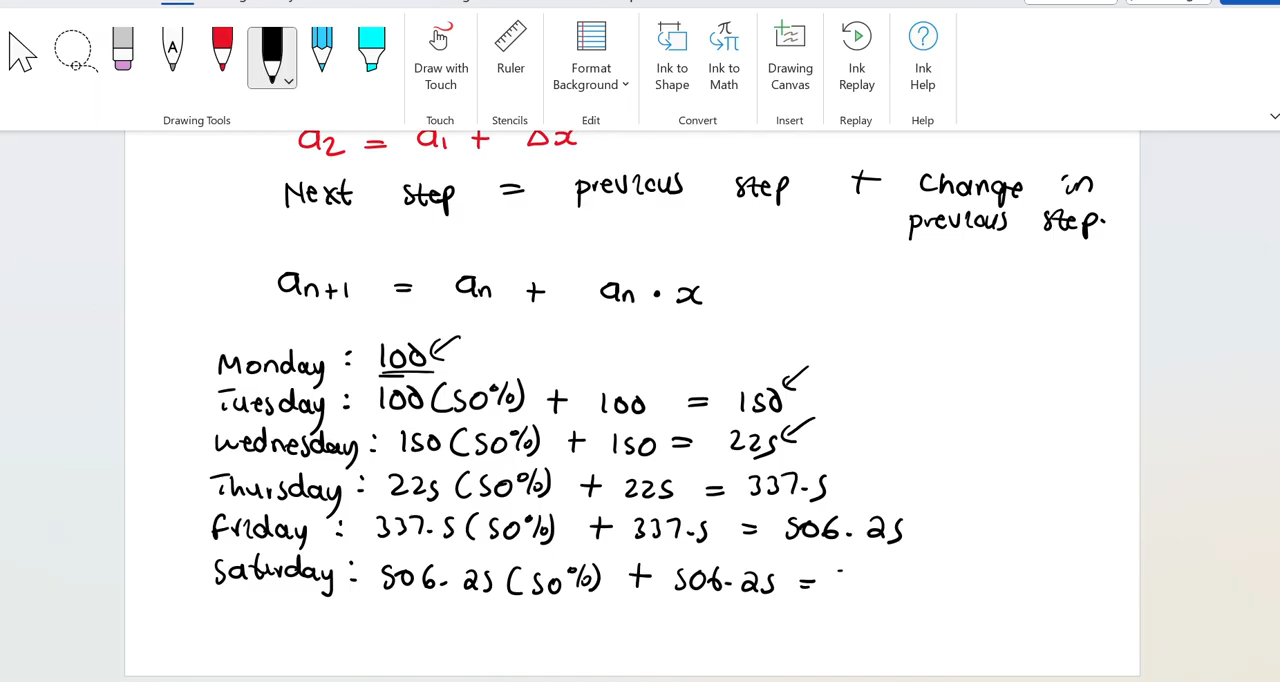 Draw with Touch
Ruler
Format Background
Ink to Shape
Ink to Math
Drawing Canvas
Ink Replay
Ink Help
Drawing Tools
Touch
Stencils
Edit
Convert
Insert
Replay
Help
a2 = a1 + Δx
Next step = previous step + Change in
previous step.
an+1 = an + an · x
Monday : 100
Tuesday : 100 (50%) + 100 = 150
Wednesday : 150 (50%) + 150 = 225
Thursday : 225 (50%) + 225 = 337.5
Friday : 337.5 (50%) + 337.5 = 506.25
Saturday : 506.25 (50%) + 506.25 =